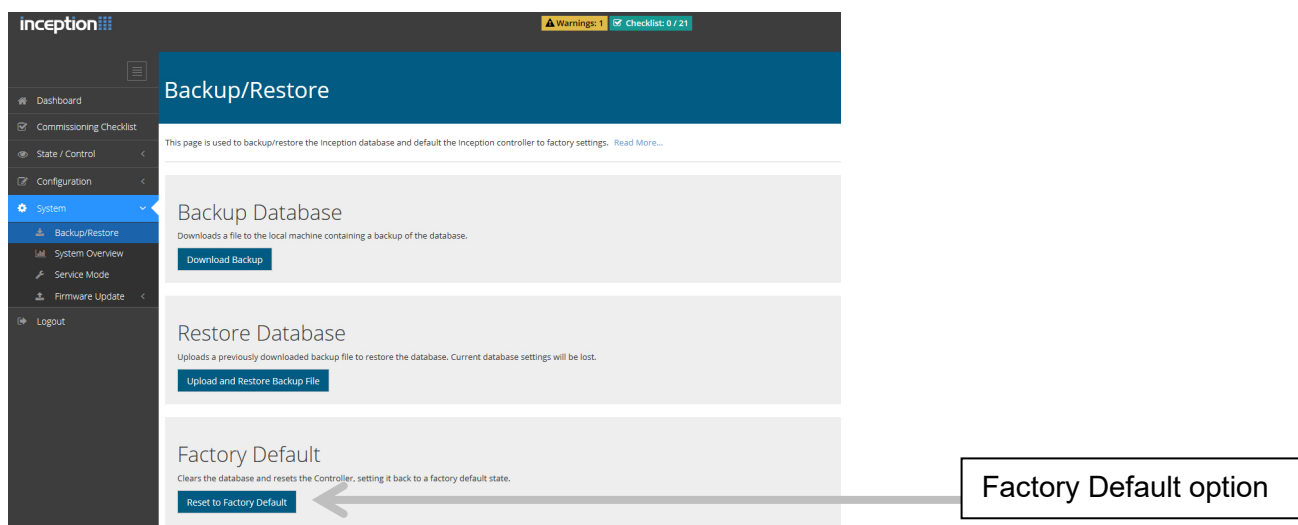 inception
Warnings: 1 Checklist: 0 / 21
Dashboard
Commissioning Checklist
State / Control
Configuration
System
Backup/Restore
System Overview
Service Mode
Firmware Update
Logout
Backup/Restore
This page is used to backup/restore the Inception database and default the Inception controller to factory settings. Read More...
Backup Database
Downloads a file to the local machine containing a backup of the database.
Download Backup
Restore Database
Uploads a previously downloaded backup file to restore the database. Current database settings will be lost.
Upload and Restore Backup File
Factory Default
Clears the database and resets the Controller, setting it back to a factory default state.
Reset to Factory Default
Factory Default option